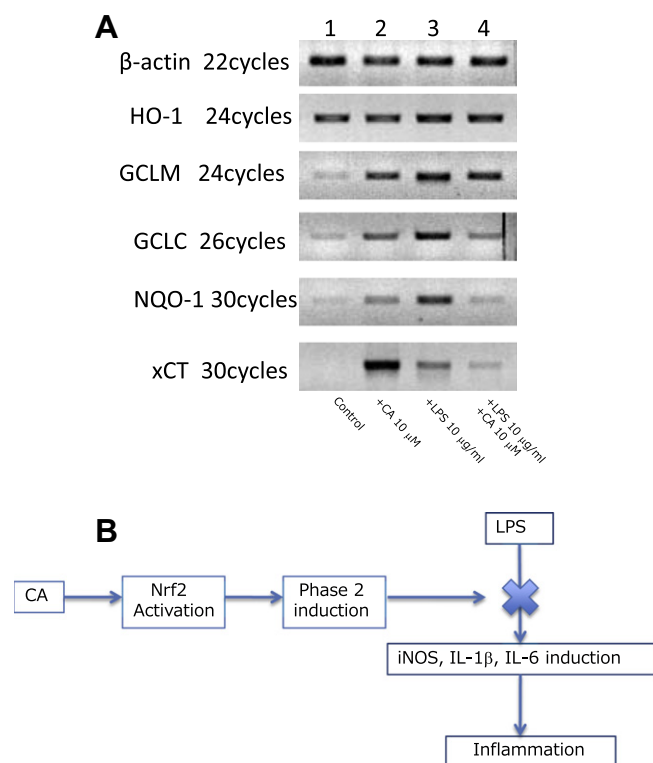 A
1 2 3 4
β-actin 22cycles
HO-1 24cycles
GCLM 24cycles
GCLC 26cycles
NQO-1 30cycles
xCT 30cycles
Control
+CA 10 μM
+LPS 10 μg/ml
+LPS 10 μg/ml
+CA 10 μM
B
LPS
CA
Nrf2
Activation
Phase 2
induction
iNOS, IL-1β, IL-6 induction
Inflammation